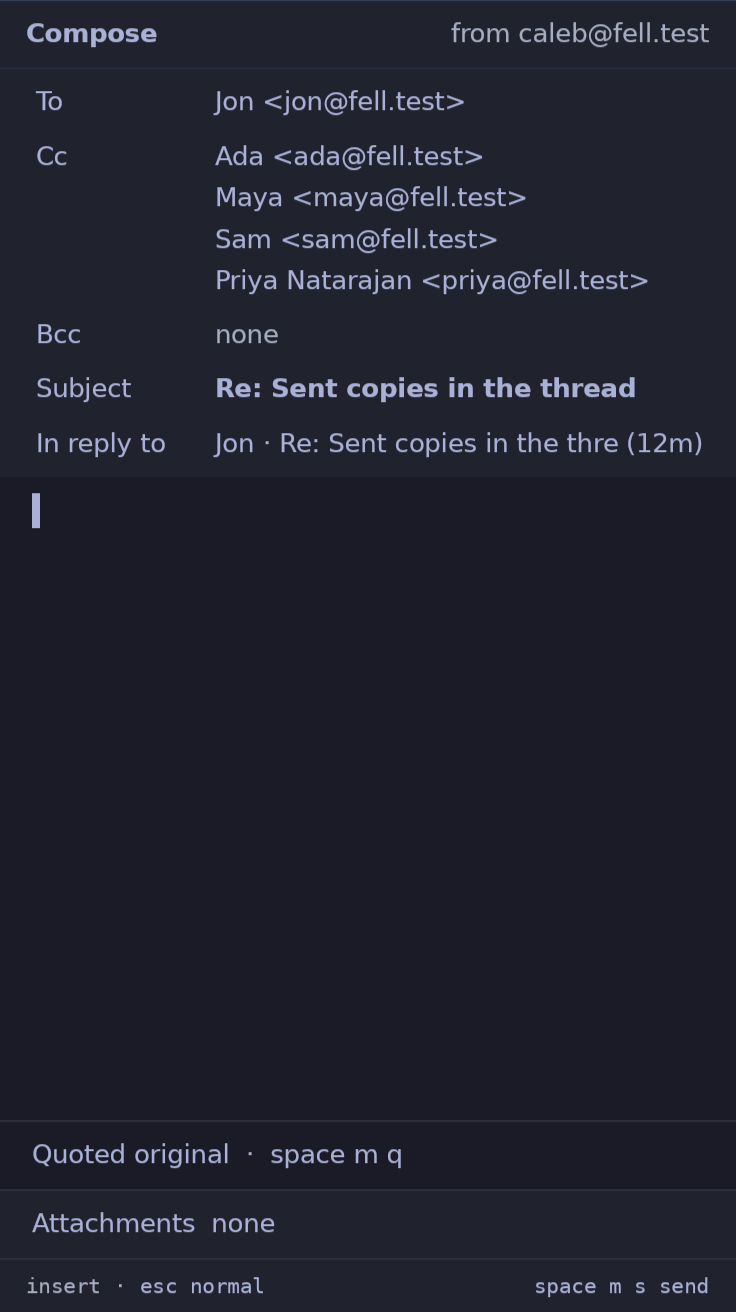 Compose from caleb@fell.test
To Jon <jon@fell.test>
Cc Ada <ada@fell.test>
Maya <maya@fell.test>
Sam <sam@fell.test>
Priya Natarajan <priya@fell.test>
Bcc none
Subject Re: Sent copies in the thread
In reply to Jon · Re: Sent copies in the thre (12m)
Quoted original · space m q
Attachments none
insert · esc normal space m s send